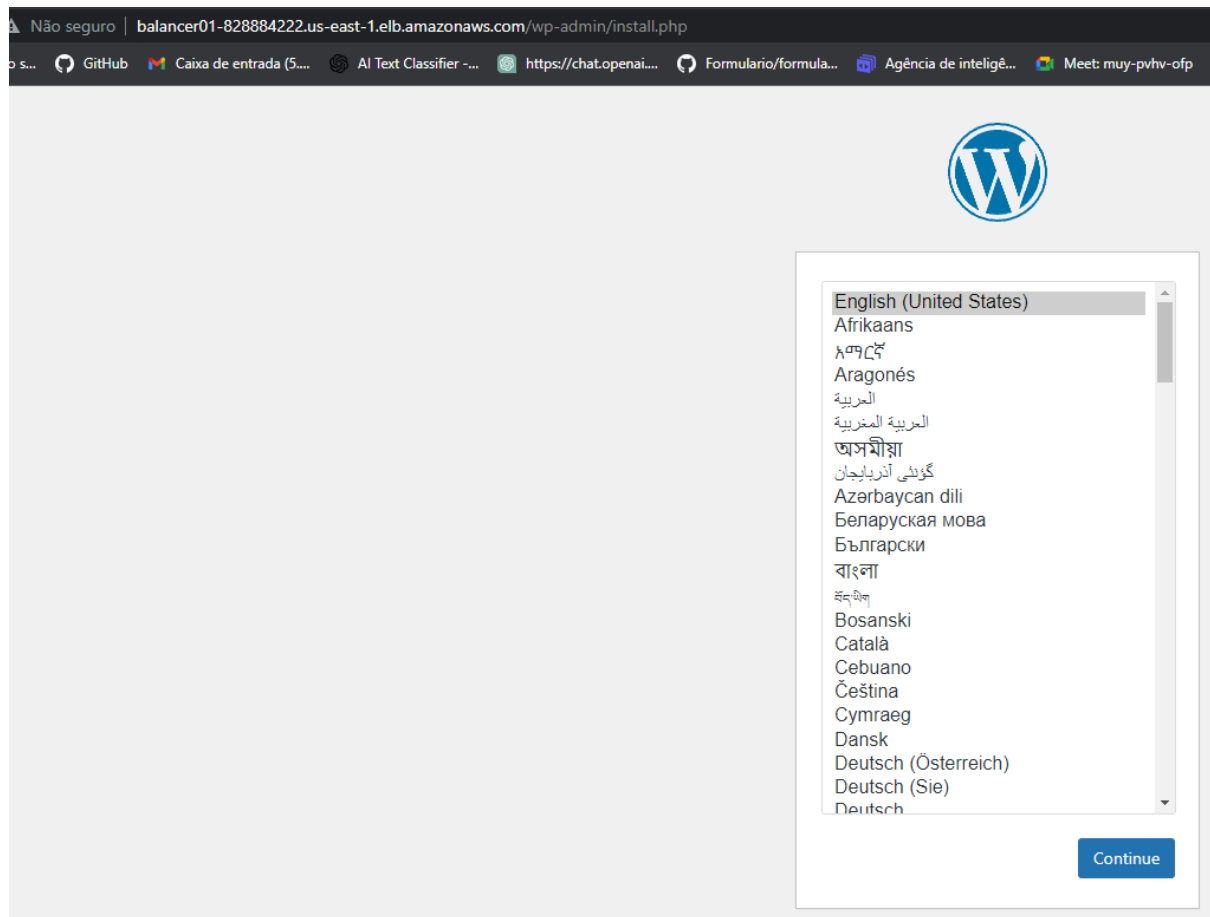 Não seguro | balancer01-828884222.us-east-1.elb.amazonaws.com/wp-admin/install.php
o s... GitHub Caixa de entrada (5.... AI Text Classifier -... https://chat.openai.... Formulario/formula... Agência de inteligê... Meet: muy-pvhv-ofp
English (United States)
Afrikaans
አማርኛ
Aragonés
العربية
العربية المغربية
অসমীয়া
گؤنئی آذربایجان
Azərbaycan dili
Беларуская мова
Български
বাংলা
བོད་ཡིག
Bosanski
Català
Cebuano
Čeština
Cymraeg
Dansk
Deutsch (Österreich)
Deutsch (Sie)
Deutsch
Continue